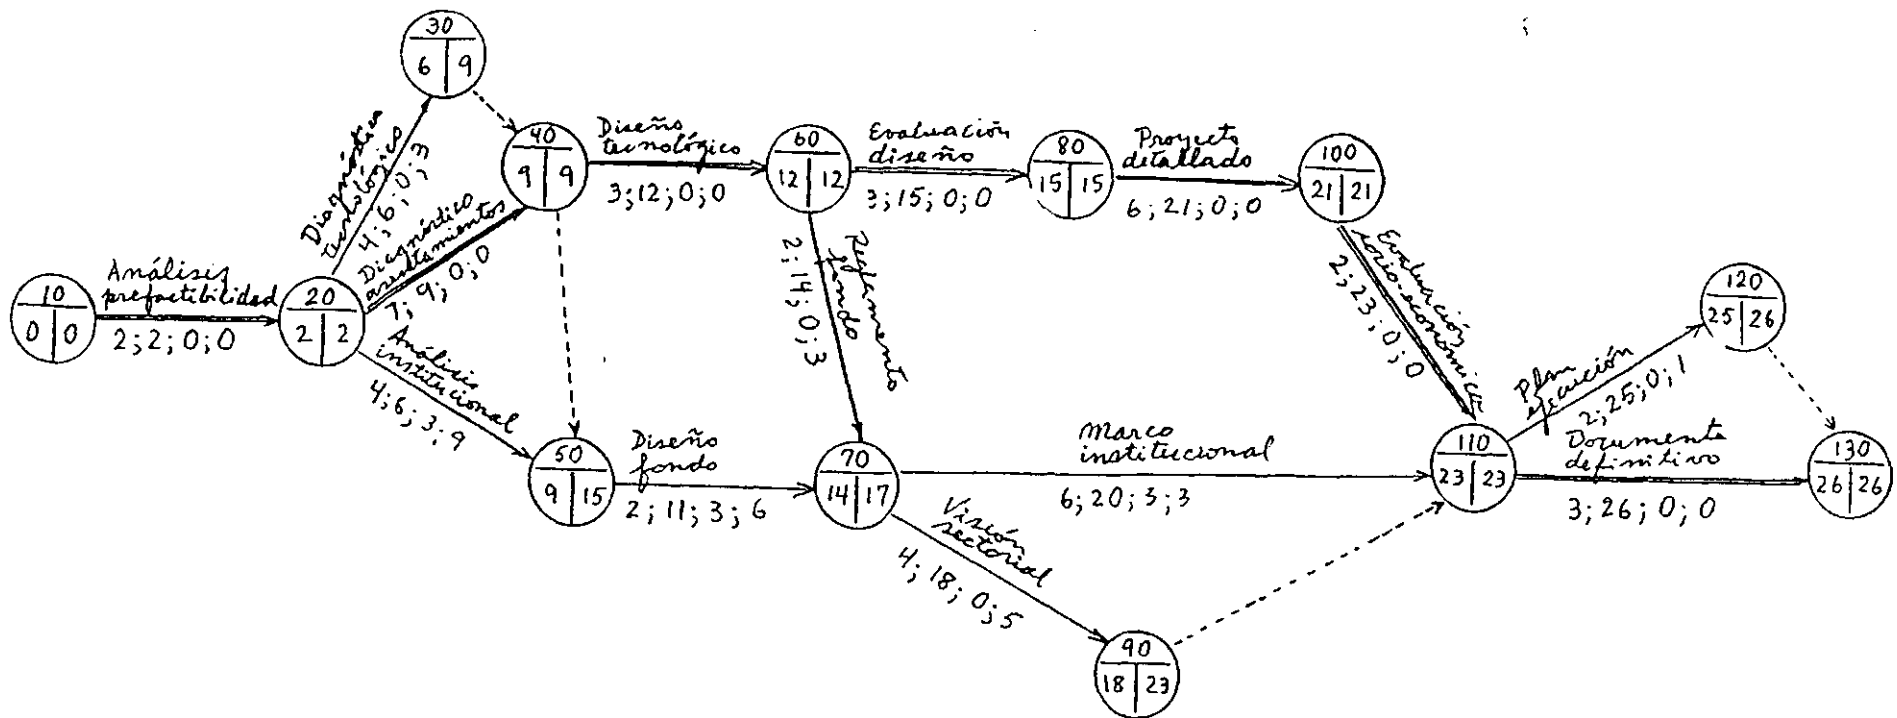 30
6 | 9
Diagnóstico
tecnológico
4; 6; 0; 3
40
9 | 9
Diseño
tecnológico
3; 12; 0; 0
60
12 | 12
Evaluación
diseño
3; 15; 0; 0
80
15 | 15
Proyecto
detallado
6; 21; 0; 0
100
21 | 21
Diagnóstico
7; 9; 0; 0
10
0 | 0
Análisis
prefactibilidad
2; 2; 0; 0
20
2 | 2
Análisis
institucional
4; 6; 3; 9
Reglamento
fondo
2; 14; 0; 3
Evaluación
socio-económica
2; 23; 0; 0
120
25 | 26
Plan
ejecución
2; 25; 0; 1
50
9 | 15
Diseño
fondo
2; 11; 3; 6
70
14 | 17
Marco
institucional
6; 20; 3; 3
110
23 | 23
Documento
definitivo
3; 26; 0; 0
130
26 | 26
Visión
sectorial
4; 18; 0; 5
90
18 | 23